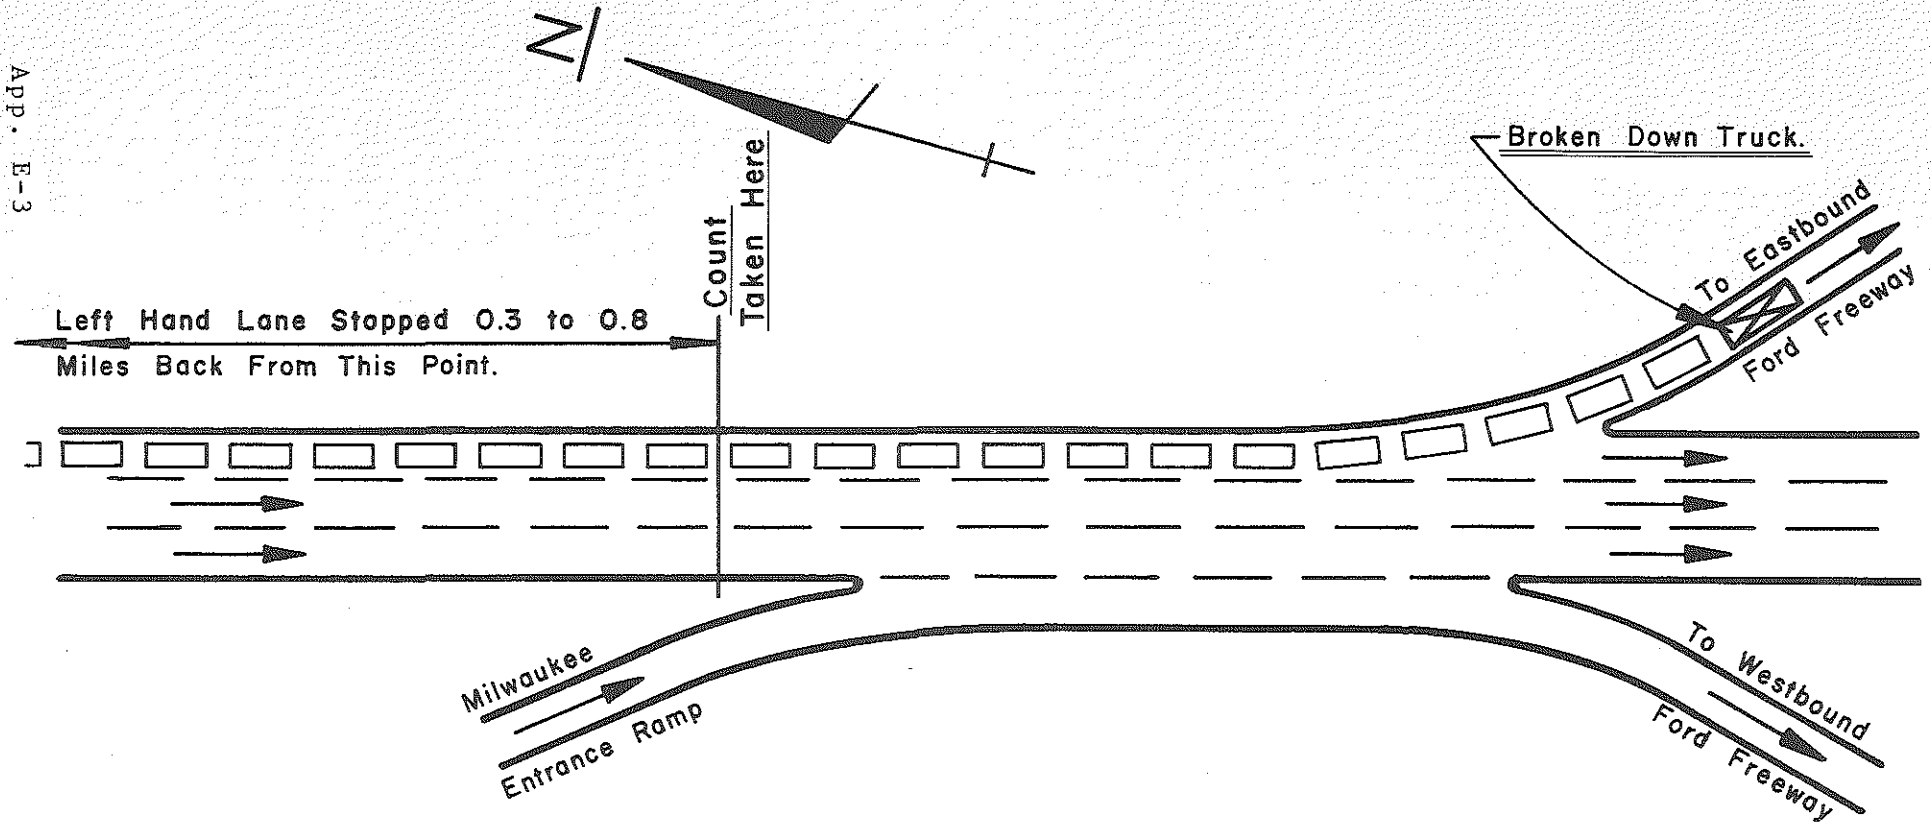 App. E-3
N
Broken Down Truck.
Count
Taken Here
To Eastbound
Ford Freeway
Left Hand Lane Stopped 0.3 to 0.8
Miles Back From This Point.
Milwaukee
Entrance Ramp
To Westbound
Ford Freeway